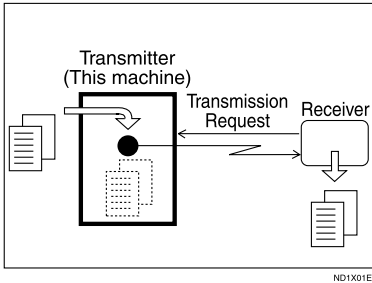 Transmitter
(This machine)
Transmission
Request
Receiver
ND1X01E